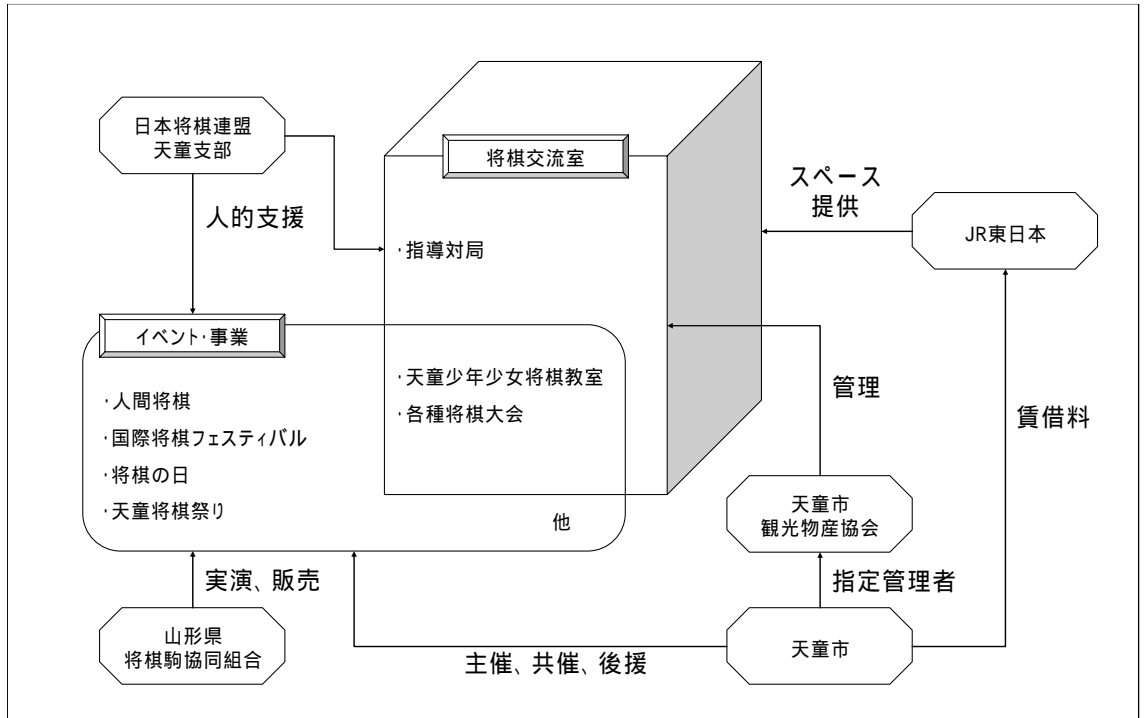 日本将棋連盟
天童支部
将棋交流室
スペース
提供
JR東日本
人的支援
・指導対局
イベント・事業
・人間将棋
・国際将棋フェスティバル
・将棋の日
・天童将棋祭り
・天童少年少女将棋教室
・各種将棋大会
他
管理
賃借料
天童市
観光物産協会
指定管理者
実演、販売
山形県
将棋駒協同組合
主催、共催、後援
天童市